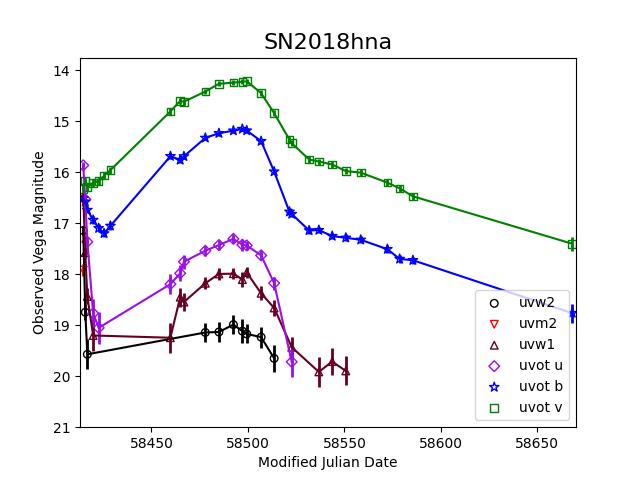 SN2018hna
14
15
16
17
18
19
20
21
Observed Vega Magnitude
58450
58500
58550
58600
58650
Modified Julian Date
uvw2
uvm2
uvw1
uvot u
uvot b
uvot v